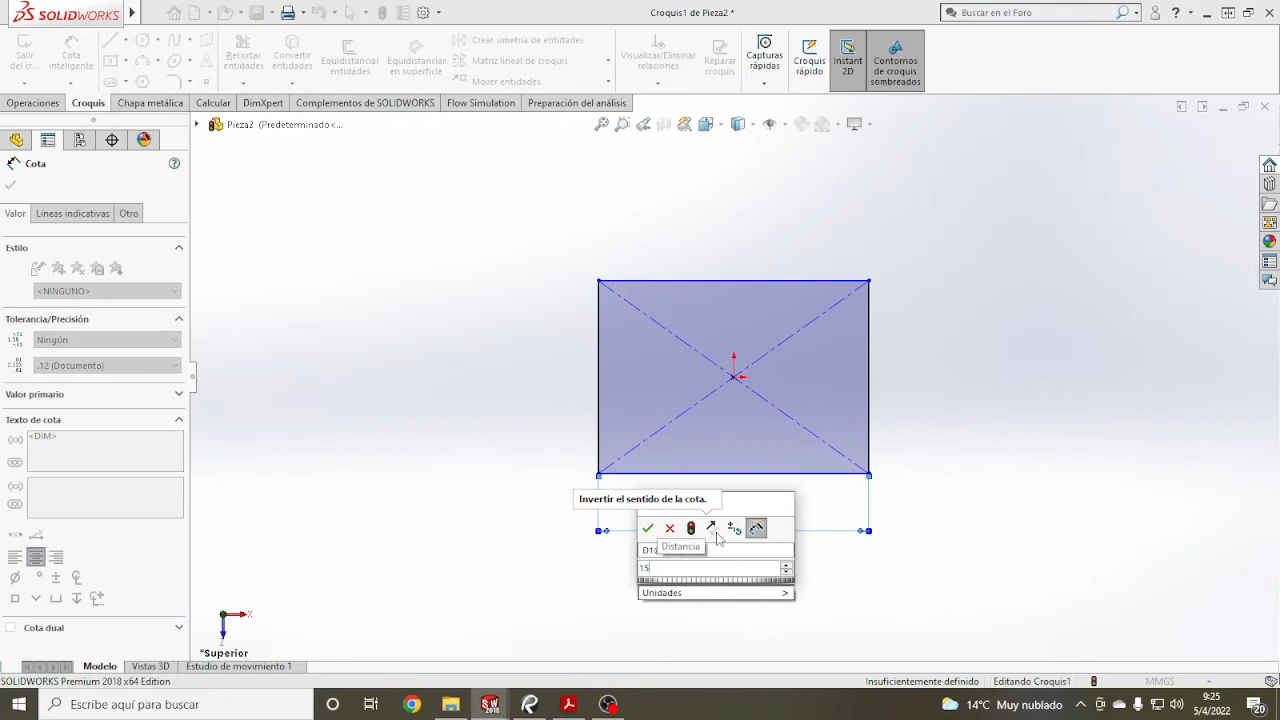 SOLIDWORKS
Croquis1 de Pieza2 *
Buscar en el Foro
Salir del cr...
Cota inteligente
Recortar entidades
Convertir entidades
Equidistanciar entidades
Equidistanciar en superficie
Crear simetría de entidades
Matriz lineal de croquis
Mover entidades
Visualizar/Eliminar relaciones
Reparar croquis
Capturas rápidas
Croquis rápido
Instant 2D
Contornos de croquis sombreados
Operaciones
Croquis
Chapa metálica
Calcular
DimXpert
Complementos de SOLIDWORKS
Flow Simulation
Preparación del análisis
Pieza2 (Predeterminado <...
Cota
Valor
Líneas indicativas
Otro
Estilo
<NINGUNO>
Tolerancia/Precisión
Ningún
.12 (Documento)
Valor primario
Texto de cota
<DIM>
Cota dual
Invertir el sentido de la cota.
Distancia
D1@
15
Unidades >
X
Z
*Superior
Modelo
Vistas 3D
Estudio de movimiento 1
SOLIDWORKS Premium 2018 x64 Edition
Insuficientemente definido
Editando Croquis1
MMGS
Escribe aquí para buscar
14°C Muy nublado
9:25
5/4/2022
20